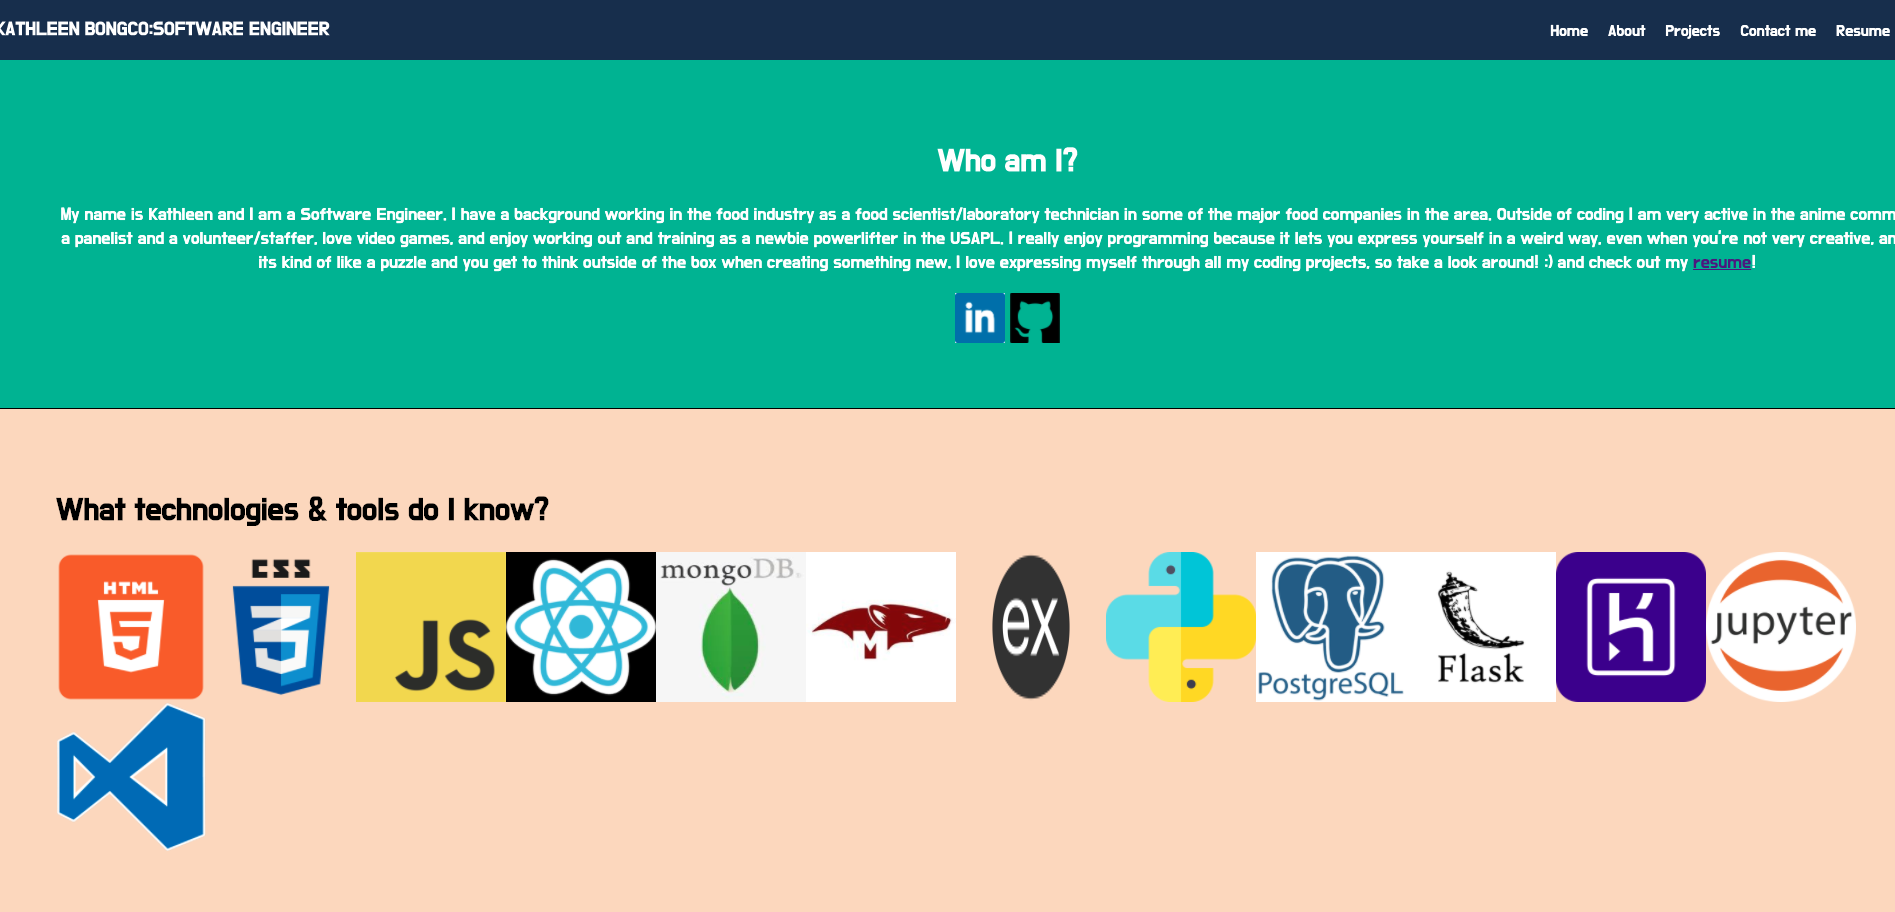 KATHLEEN BONGCO:SOFTWARE ENGINEER
Home About Projects Contact me Resume
Who am I?
My name is Kathleen and I am a Software Engineer. I have a background working in the food industry as a food scientist/laboratory technician in some of the major food companies in the area. Outside of coding I am very active in the anime
a panelist and a volunteer/staffer, love video games, and enjoy working out and training as a newbie powerlifter in the USAPL. I really enjoy programming because it lets you express yourself in a weird way, even when you're not very creative,
its kind of like a puzzle and you get to think outside of the box when creating something new. I love expressing myself through all my coding projects, so take a look around! :) and check out my resume!
in
What technologies & tools do I know?
HTML
5
CSS
3
JS
mongoDB.
M
ex
PostgreSQL
Flask
jupyter